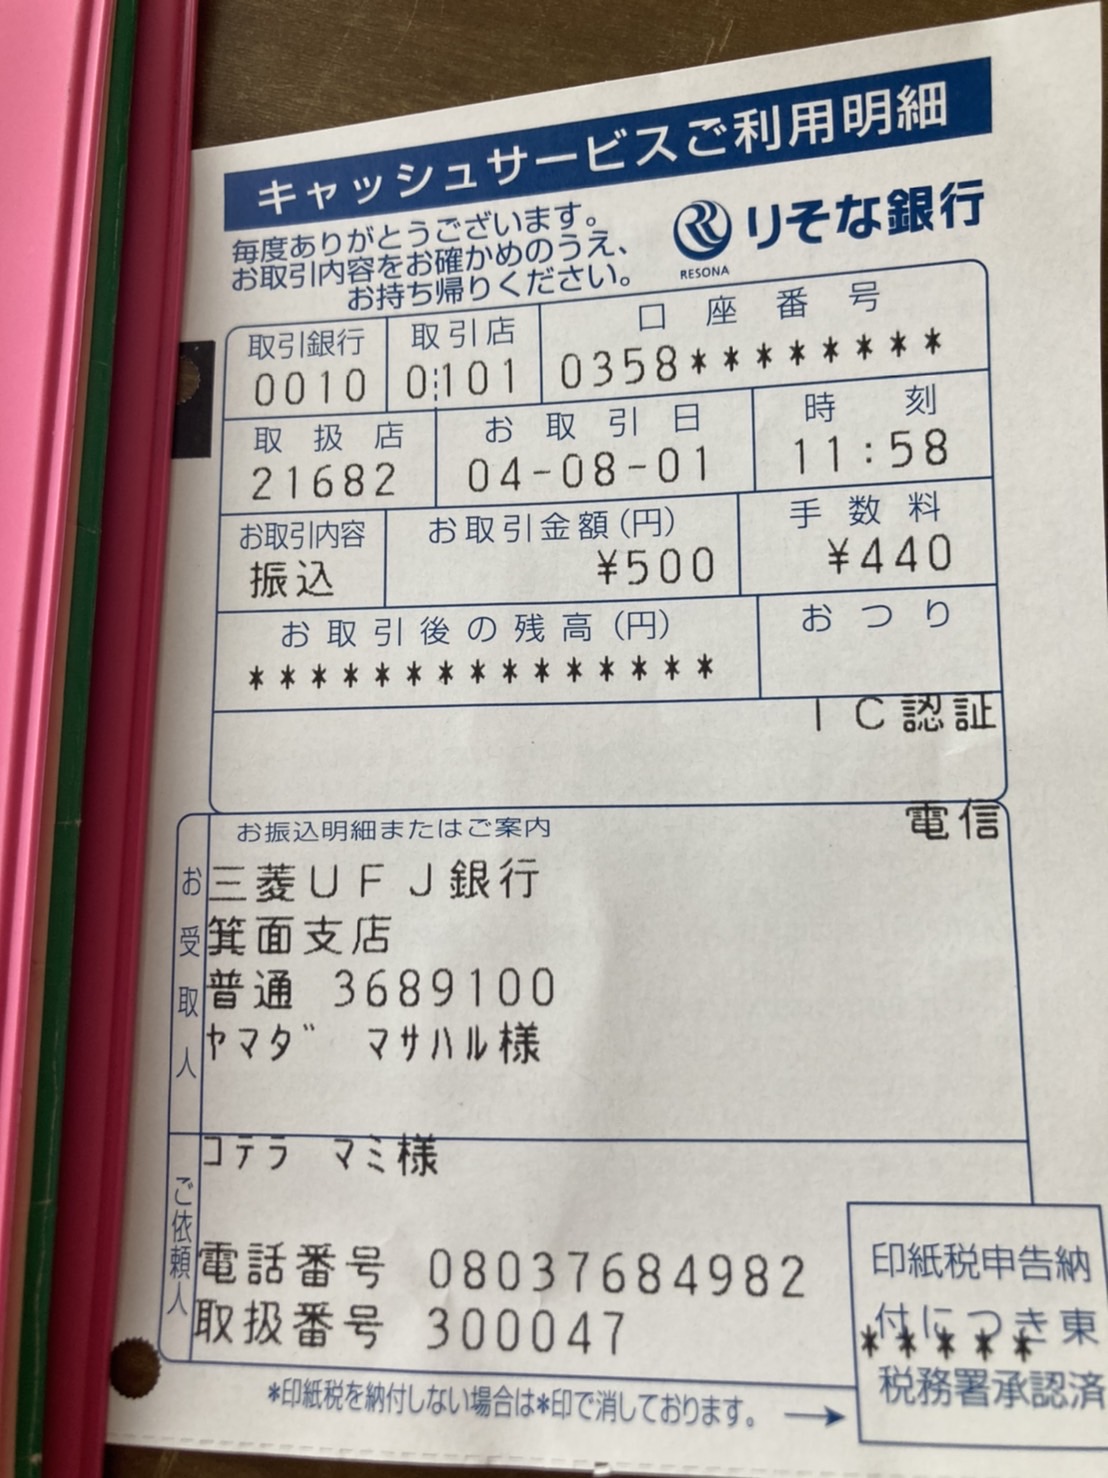 キャッシュサービスご利用明細
毎度ありがとうございます。
お取引内容をお確かめのうえ、
お持ち帰りください。
RESONA
りそな銀行
取引銀行 取引店 口座番号
0010 0101 0358********
取扱店 お取引日 時刻
21682 04-08-01 11:58
お取引内容 お取引金額(円) 手数料
振込 ¥500 ¥440
お取引後の残高(円) おつり
***************
IC認証
お振込明細またはご案内
電信
お受取人
三菱UFJ銀行
箕面支店
普通 3689100
ヤマダ マサハル様
ご依頼人
コテラ マミ様
電話番号 08037684982
取扱番号 300047
印紙税申告納
付につき東
*****
税務署承認済
*印紙税を納付しない場合は*印で消しております。 →